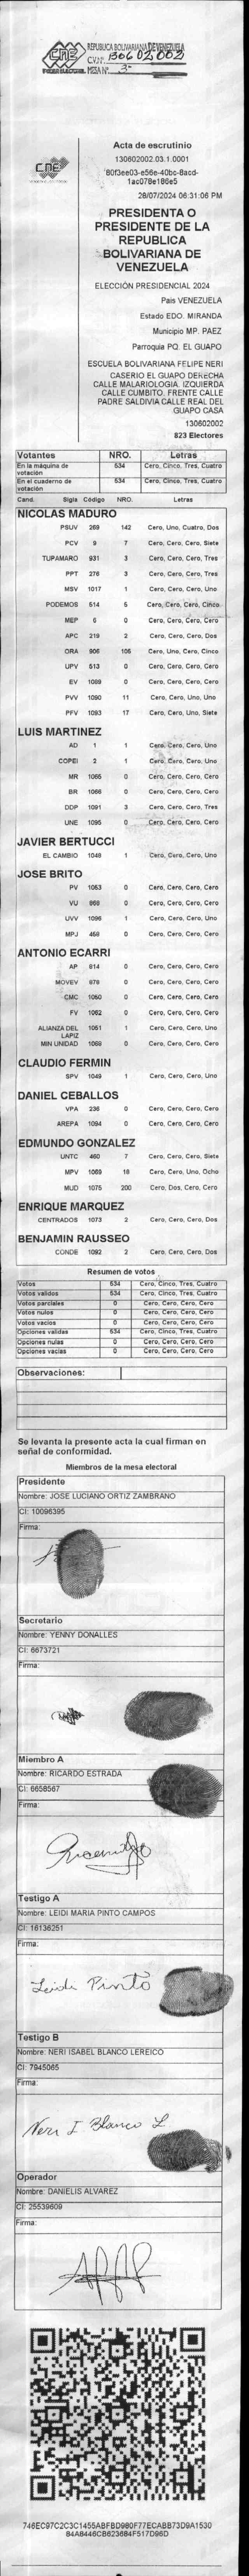 CNE
PODER ELECTORAL
REPUBLICA BOLIVARIANA DE VENEZUELA
C.V.Nº: 130602002
MESA Nº 3
CNE
Acta de escrutinio
130602002.03.1.0001
80f3ee03-e56e-40bc-8acd-
1ac078e186e5
28/07/2024 06:31:06 PM
PRESIDENTA O
PRESIDENTE DE LA
REPUBLICA
BOLIVARIANA DE
VENEZUELA
ELECCIÓN PRESIDENCIAL 2024
Pais VENEZUELA
Estado EDO. MIRANDA
Municipio MP. PAEZ
Parroquia PQ. EL GUAPO
ESCUELA BOLIVARIANA FELIPE NERI
CASERIO EL GUAPO DERECHA
CALLE MALARIOLOGIA. IZQUIERDA
CALLE CUMBITO. FRENTE CALLE
PADRE SALDIVIA CALLE REAL DEL
GUAPO CASA
130602002
823 Electores
Votantes NRO. Letras
En la máquina de votación 534 Cero, Cinco, Tres, Cuatro
En el cuaderno de votación 534 Cero, Cinco, Tres, Cuatro
Cand. Sigla Código NRO. Letras
NICOLAS MADURO
PSUV 269 142 Cero, Uno, Cuatro, Dos
PCV 9 7 Cero, Cero, Cero, Siete
TUPAMARO 931 3 Cero, Cero, Cero, Tres
PPT 276 3 Cero, Cero, Cero, Tres
MSV 1017 1 Cero, Cero, Cero, Uno
PODEMOS 514 5 Cero, Cero, Cero, Cinco
MEP 6 0 Cero, Cero, Cero, Cero
APC 219 2 Cero, Cero, Cero, Dos
ORA 906 105 Cero, Uno, Cero, Cinco
UPV 513 0 Cero, Cero, Cero, Cero
EV 1089 0 Cero, Cero, Cero, Cero
PVV 1090 11 Cero, Cero, Uno, Uno
PFV 1093 17 Cero, Cero, Uno, Siete
LUIS MARTINEZ
AD 1 1 Cero, Cero, Cero, Uno
COPEI 2 1 Cero, Cero, Cero, Uno
MR 1065 0 Cero, Cero, Cero, Cero
BR 1066 0 Cero, Cero, Cero, Cero
DDP 1091 3 Cero, Cero, Cero, Tres
UNE 1095 0 Cero, Cero, Cero, Cero
JAVIER BERTUCCI
EL CAMBIO 1048 1 Cero, Cero, Cero, Uno
JOSE BRITO
PV 1053 0 Cero, Cero, Cero, Cero
VU 968 0 Cero, Cero, Cero, Cero
UVV 1096 1 Cero, Cero, Cero, Uno
MPJ 458 0 Cero, Cero, Cero, Cero
ANTONIO ECARRI
AP 814 0 Cero, Cero, Cero, Cero
MOVEV 978 0 Cero, Cero, Cero, Cero
CMC 1050 0 Cero, Cero, Cero, Cero
FV 1062 0 Cero, Cero, Cero, Cero
ALIANZA DEL LAPIZ 1051 1 Cero, Cero, Cero, Uno
MIN UNIDAD 1068 0 Cero, Cero, Cero, Cero
CLAUDIO FERMIN
SPV 1049 1 Cero, Cero, Cero, Uno
DANIEL CEBALLOS
VPA 236 0 Cero, Cero, Cero, Cero
AREPA 1094 0 Cero, Cero, Cero, Cero
EDMUNDO GONZALEZ
UNTC 460 7 Cero, Cero, Cero, Siete
MPV 1069 18 Cero, Cero, Uno, Ocho
MUD 1075 200 Cero, Dos, Cero, Cero
ENRIQUE MARQUEZ
CENTRADOS 1073 2 Cero, Cero, Cero, Dos
BENJAMIN RAUSSEO
CONDE 1092 2 Cero, Cero, Cero, Dos
Resumen de votos
Votos 534 Cero, Cinco, Tres, Cuatro
Votos validos 534 Cero, Cinco, Tres, Cuatro
Votos parciales 0 Cero, Cero, Cero, Cero
Votos nulos 0 Cero, Cero, Cero, Cero
Votos vacios 0 Cero, Cero, Cero, Cero
Opciones validas 534 Cero, Cinco, Tres, Cuatro
Opciones nulas 0 Cero, Cero, Cero, Cero
Opciones vacias 0 Cero, Cero, Cero, Cero
Observaciones:
Se levanta la presente acta la cual firman en
señal de conformidad.
Miembros de la mesa electoral
Presidente
Nombre: JOSE LUCIANO ORTIZ ZAMBRANO
CI: 10096395
Firma:
Secretario
Nombre: YENNY DONALLES
CI: 6673721
Firma:
Miembro A
Nombre: RICARDO ESTRADA
CI: 6658567
Firma:
Testigo A
Nombre: LEIDI MARIA PINTO CAMPOS
CI: 16136251
Firma:
Leidi Pinto
Testigo B
Nombre: NERI ISABEL BLANCO LEREICO
CI: 7945065
Firma:
Neri I Blanco L
Operador
Nombre: DANIELIS ALVAREZ
CI: 25539609
Firma:
746EC97C2C3C1455ABFBD980F77ECABB73D9A1530
84A8446CB623684F517D96D